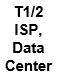 T1/2
ISP,
Data
Center